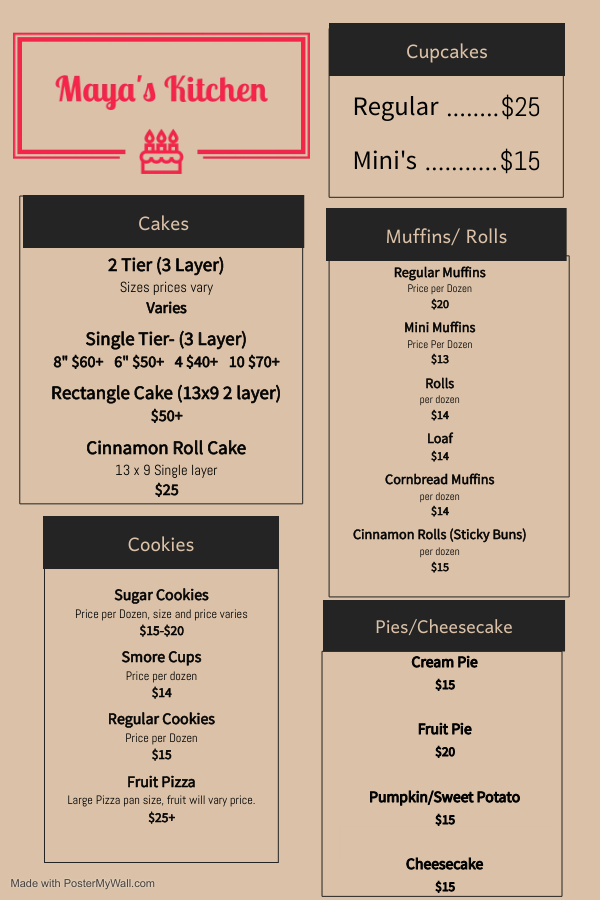 Maya's Kitchen
Cakes
2 Tier (3 Layer)
Sizes prices vary
Varies
Single Tier- (3 Layer)
8" $60+ 6" $50+ 4 $40+ 10 $70+
Rectangle Cake (13x9 2 layer)
$50+
Cinnamon Roll Cake
13 x 9 Single layer
$25
Cookies
Sugar Cookies
Price per Dozen, size and price varies
$15-$20
Smore Cups
Price per dozen
$14
Regular Cookies
Price per Dozen
$15
Fruit Pizza
Large Pizza pan size, fruit will vary price.
$25+
Cupcakes
Regular ........$25
Mini's ...........$15
Muffins/ Rolls
Regular Muffins
Price per Dozen
$20
Mini Muffins
Price Per Dozen
$13
Rolls
per dozen
$14
Loaf
$14
Cornbread Muffins
per dozen
$14
Cinnamon Rolls (Sticky Buns)
per dozen
$15
Pies/Cheesecake
Cream Pie
$15
Fruit Pie
$20
Pumpkin/Sweet Potato
$15
Cheesecake
$15
Made with PosterMyWall.com